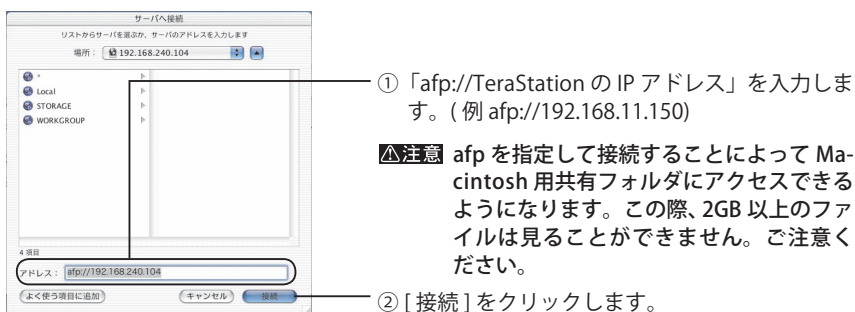 サーバへ接続
リストからサーバを選ぶか、サーバのアドレスを入力します
場所： 192.168.240.104
*
Local
STORAGE
WORKGROUP
4 項目
アドレス： afp://192.168.240.104
よく使う項目に追加
キャンセル
接続
①「afp://TeraStation の IP アドレス」を入力しま
す。( 例 afp://192.168.11.150)
注意 afp を指定して接続することによって Ma-
cintosh 用共有フォルダにアクセスできる
ようになります。この際、2GB 以上のファ
イルは見ることができません。ご注意く
ださい。
② [ 接続 ] をクリックします。